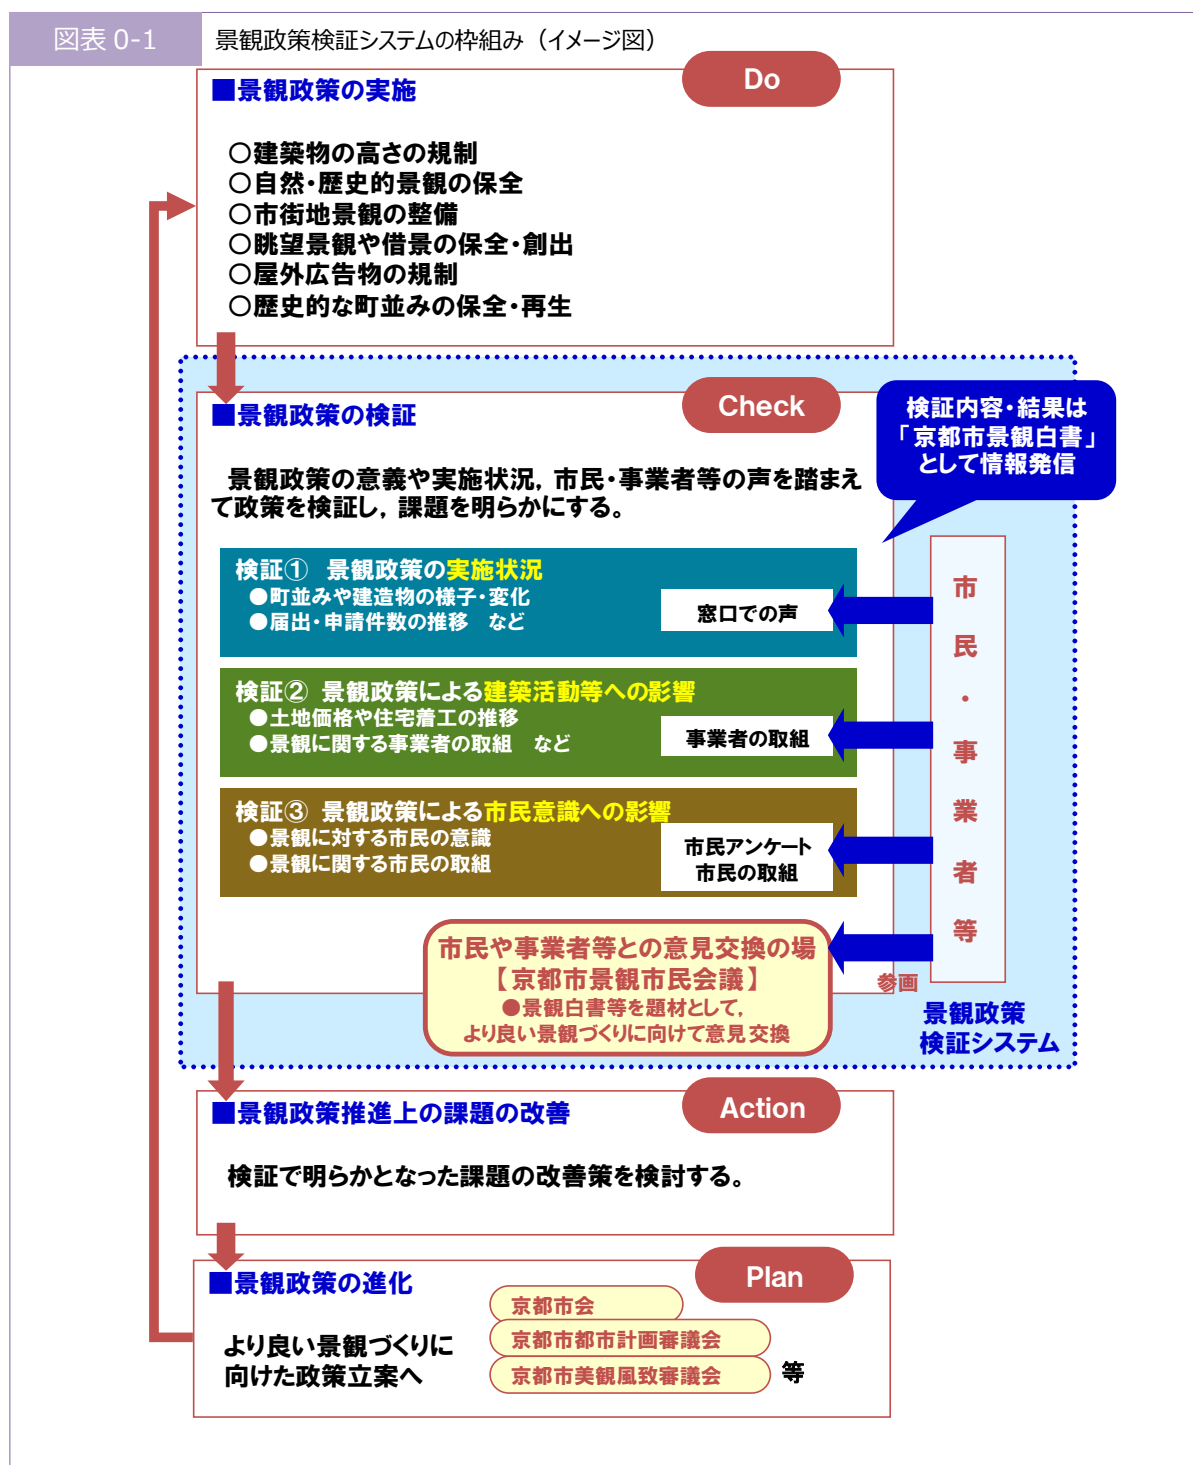 図表 0-1
景観政策検証システムの枠組み（イメージ図）
Do
■景観政策の実施
○建築物の高さの規制
○自然・歴史的景観の保全
○市街地景観の整備
○眺望景観や借景の保全・創出
○屋外広告物の規制
○歴史的な町並みの保全・再生
Check
■景観政策の検証
検証内容・結果は
「京都市景観白書」
として情報発信
景観政策の意義や実施状況，市民・事業者等の声を踏まえ
て政策を検証し，課題を明らかにする。
検証① 景観政策の実施状況
●町並みや建造物の様子・変化
●届出・申請件数の推移 など
窓口での声
検証② 景観政策による建築活動等への影響
●土地価格や住宅着工の推移
●景観に関する事業者の取組 など
事業者の取組
検証③ 景観政策による市民意識への影響
●景観に対する市民の意識
●景観に関する市民の取組
市民アンケート
市民の取組
市民・事業者等
市民や事業者等との意見交換の場
【京都市景観市民会議】
●景観白書等を題材として，
より良い景観づくりに向けて意見交換
参画
景観政策
検証システム
Action
■景観政策推進上の課題の改善
検証で明らかとなった課題の改善策を検討する。
Plan
■景観政策の進化
より良い景観づくりに
向けた政策立案へ
京都市会
京都市都市計画審議会
京都市美観風致審議会
等